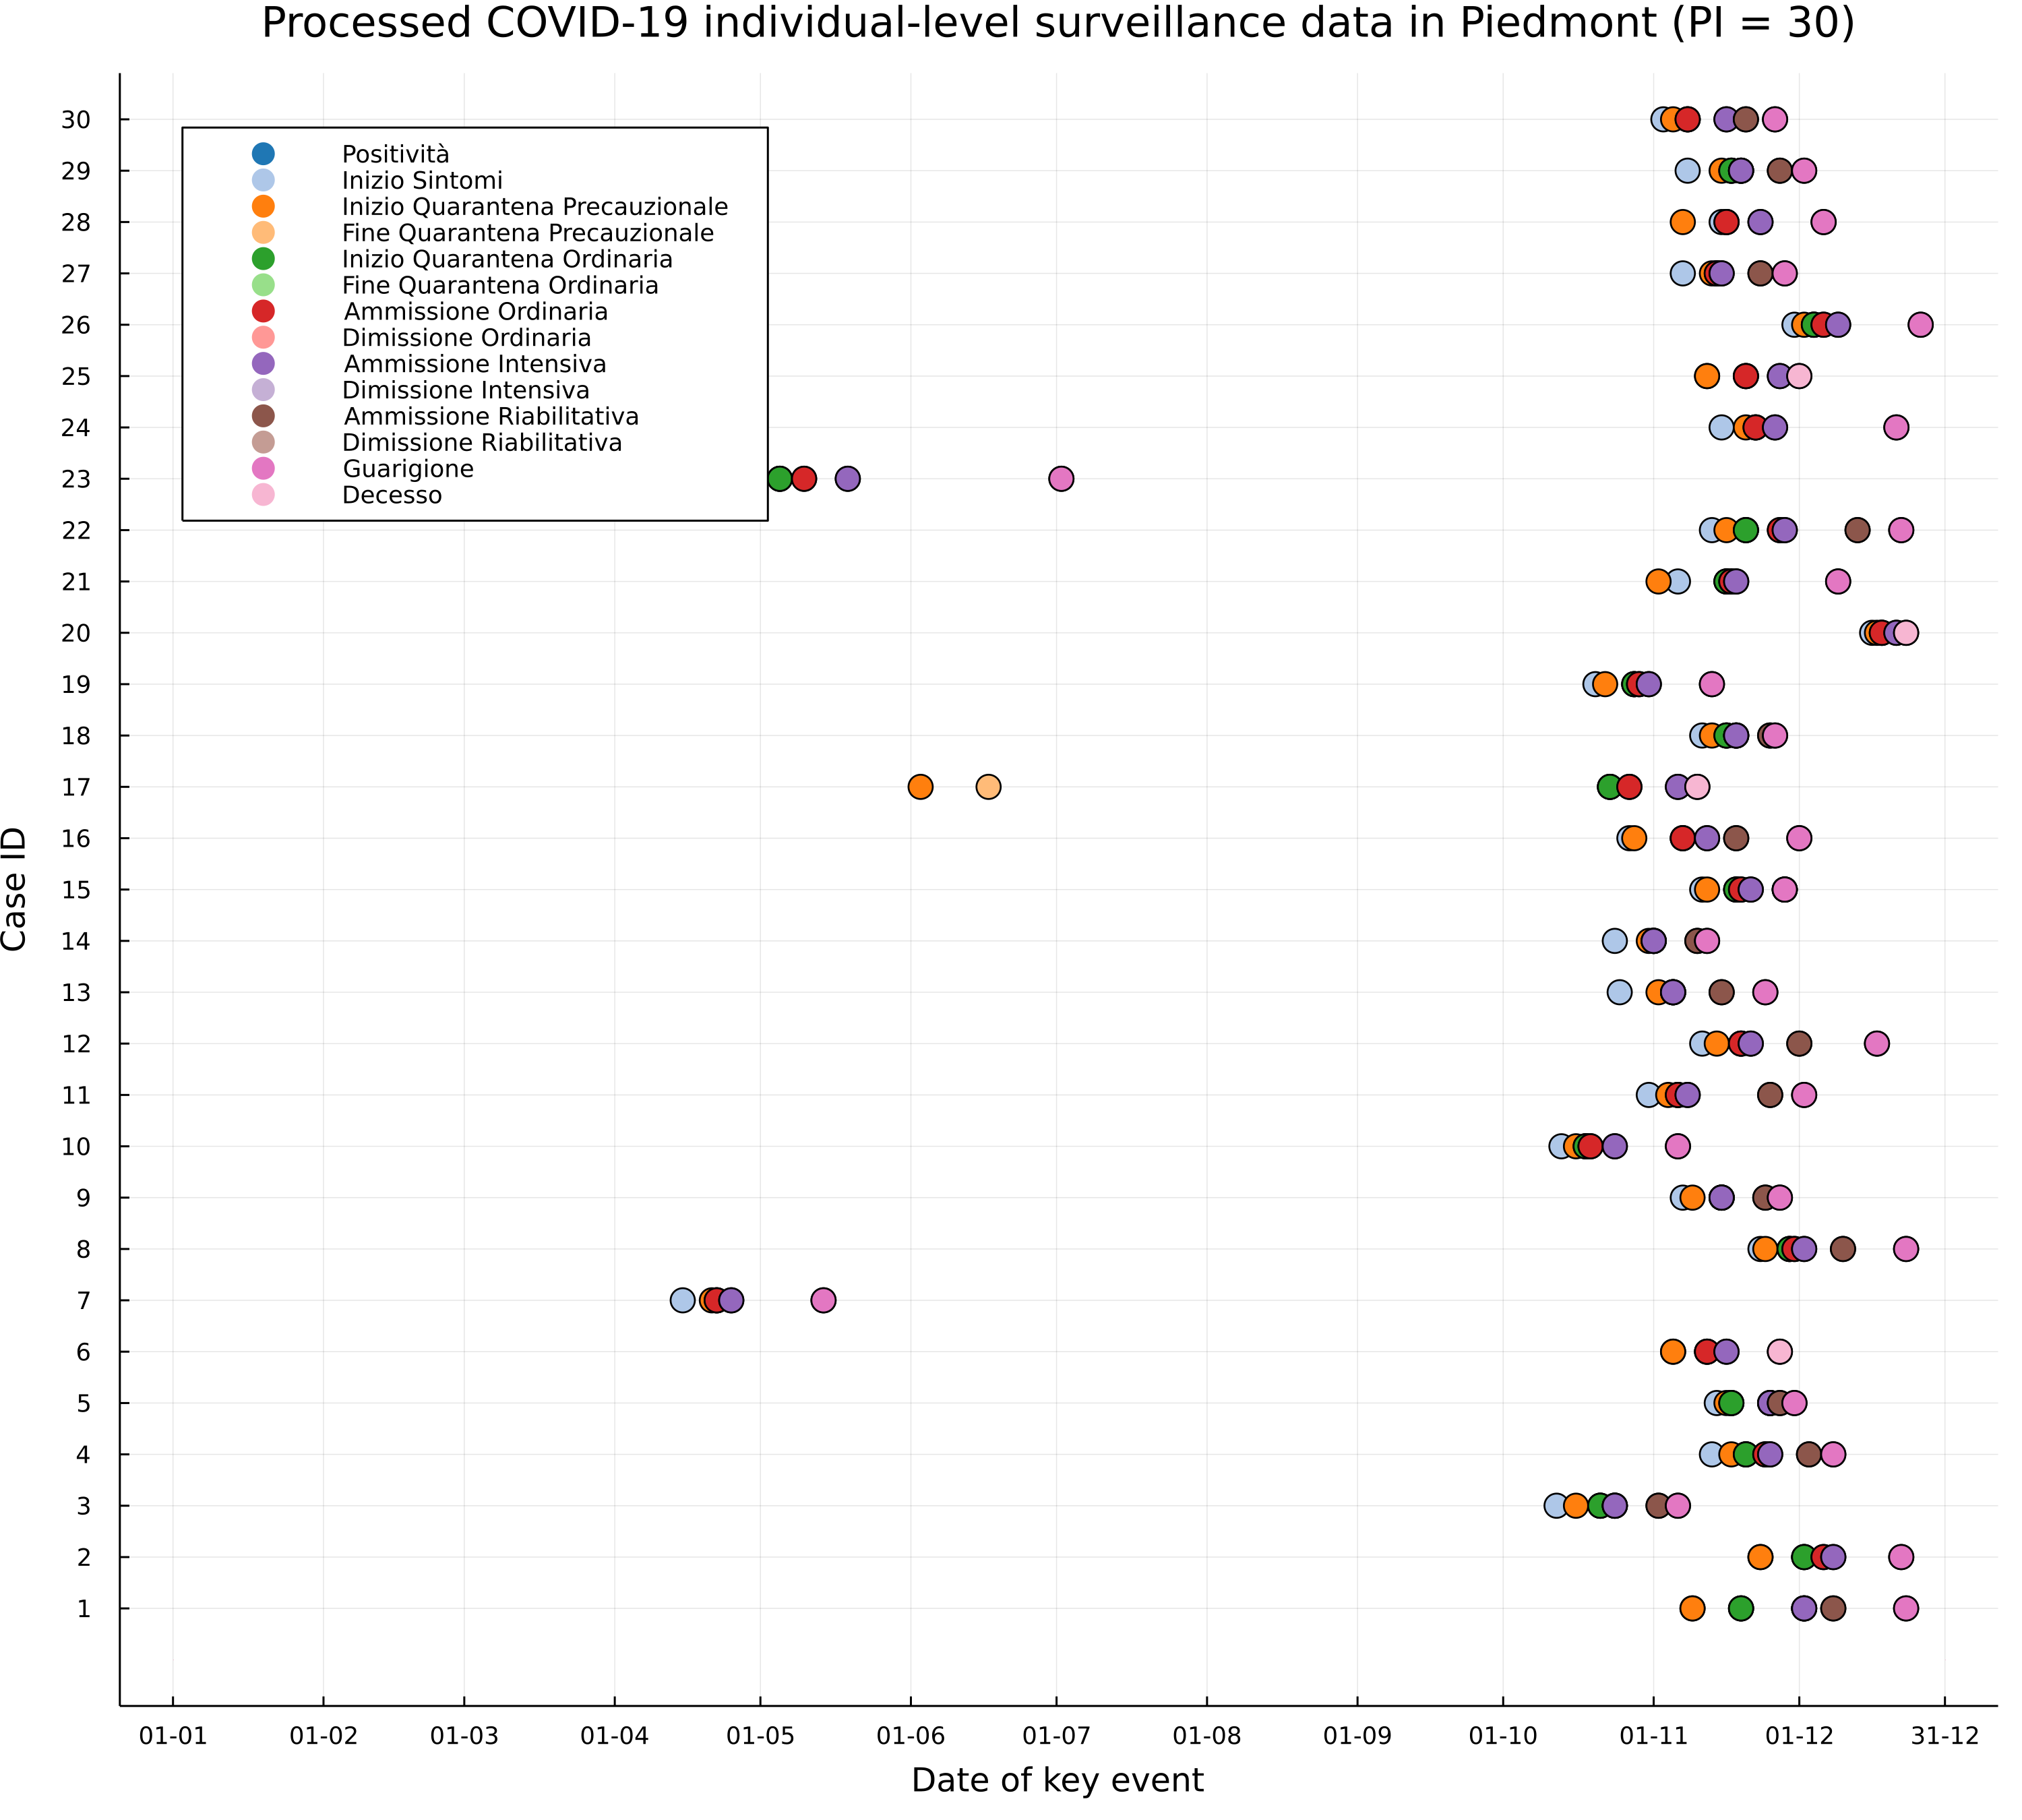 Processed COVID-19 individual-level surveillance data in Piedmont (PI = 30)
Positività
Inizio Sintomi
Inizio Quarantena Precauzionale
Fine Quarantena Precauzionale
Inizio Quarantena Ordinaria
Fine Quarantena Ordinaria
Ammissione Ordinaria
Dimissione Ordinaria
Ammissione Intensiva
Dimissione Intensiva
Ammissione Riabilitativa
Dimissione Riabilitativa
Guarigione
Decesso
Case ID
30
29
28
27
26
25
24
23
22
21
20
19
18
17
16
15
14
13
12
11
10
9
8
7
6
5
4
3
2
1
01-01 01-02 01-03 01-04 01-05 01-06 01-07 01-08 01-09 01-10 01-11 01-12 31-12
Date of key event